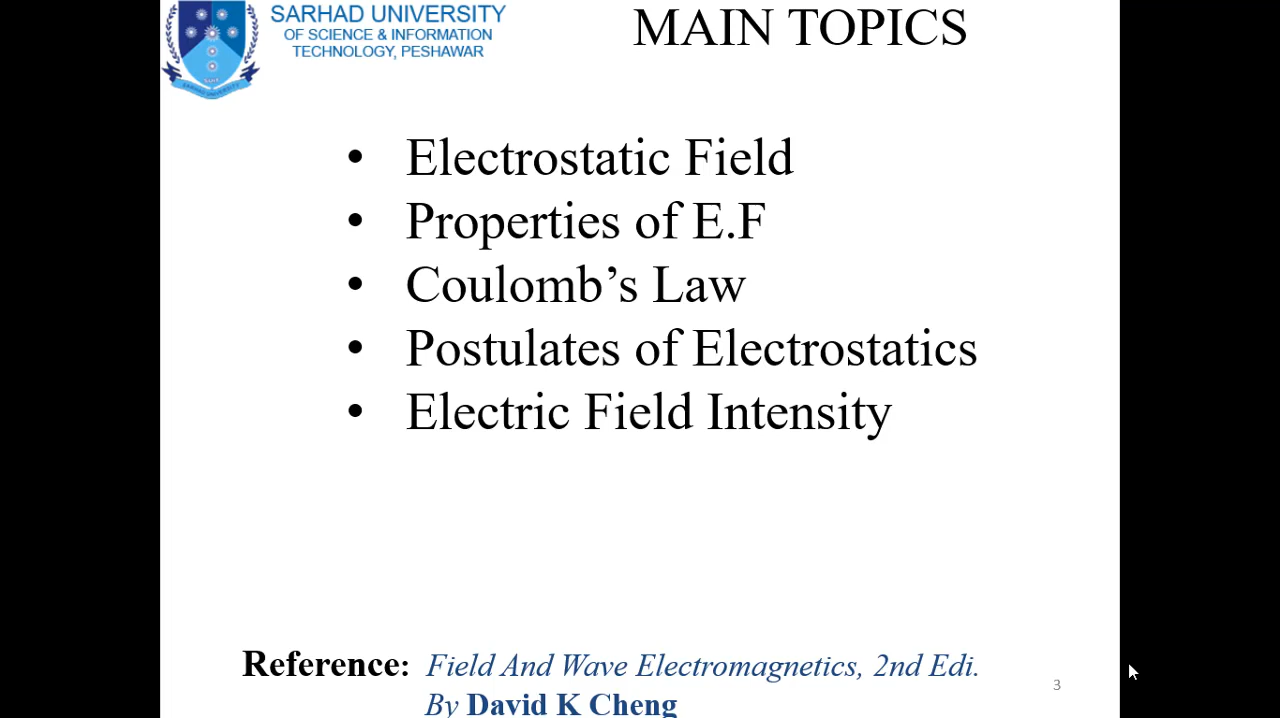 SARHAD UNIVERSITY
OF SCIENCE & INFORMATION
TECHNOLOGY, PESHAWAR
MAIN TOPICS
• Electrostatic Field
• Properties of E.F
• Coulomb’s Law
• Postulates of Electrostatics
• Electric Field Intensity
Reference: Field And Wave Electromagnetics, 2nd Edi.
By David K Cheng
3